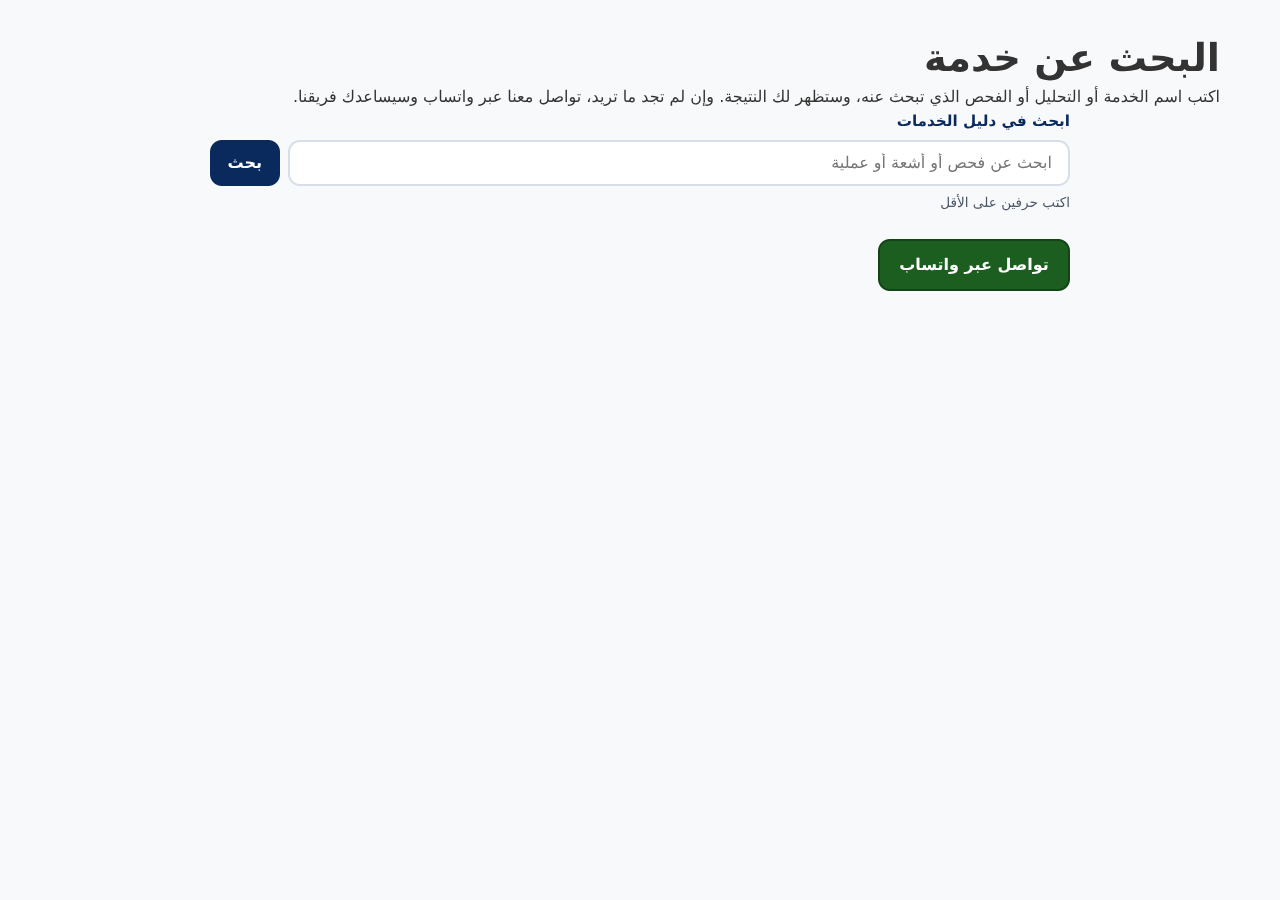 البحث عن خدمة
اكتب اسم الخدمة أو التحليل أو الفحص الذي تبحث عنه، وستظهر لك النتيجة. وإن لم تجد ما تريد، تواصل معنا عبر واتساب وسيساعدك فريقنا.
ابحث في دليل الخدمات
ابحث عن فحص أو أشعة أو عملية
بحث
اكتب حرفين على الأقل
تواصل عبر واتساب